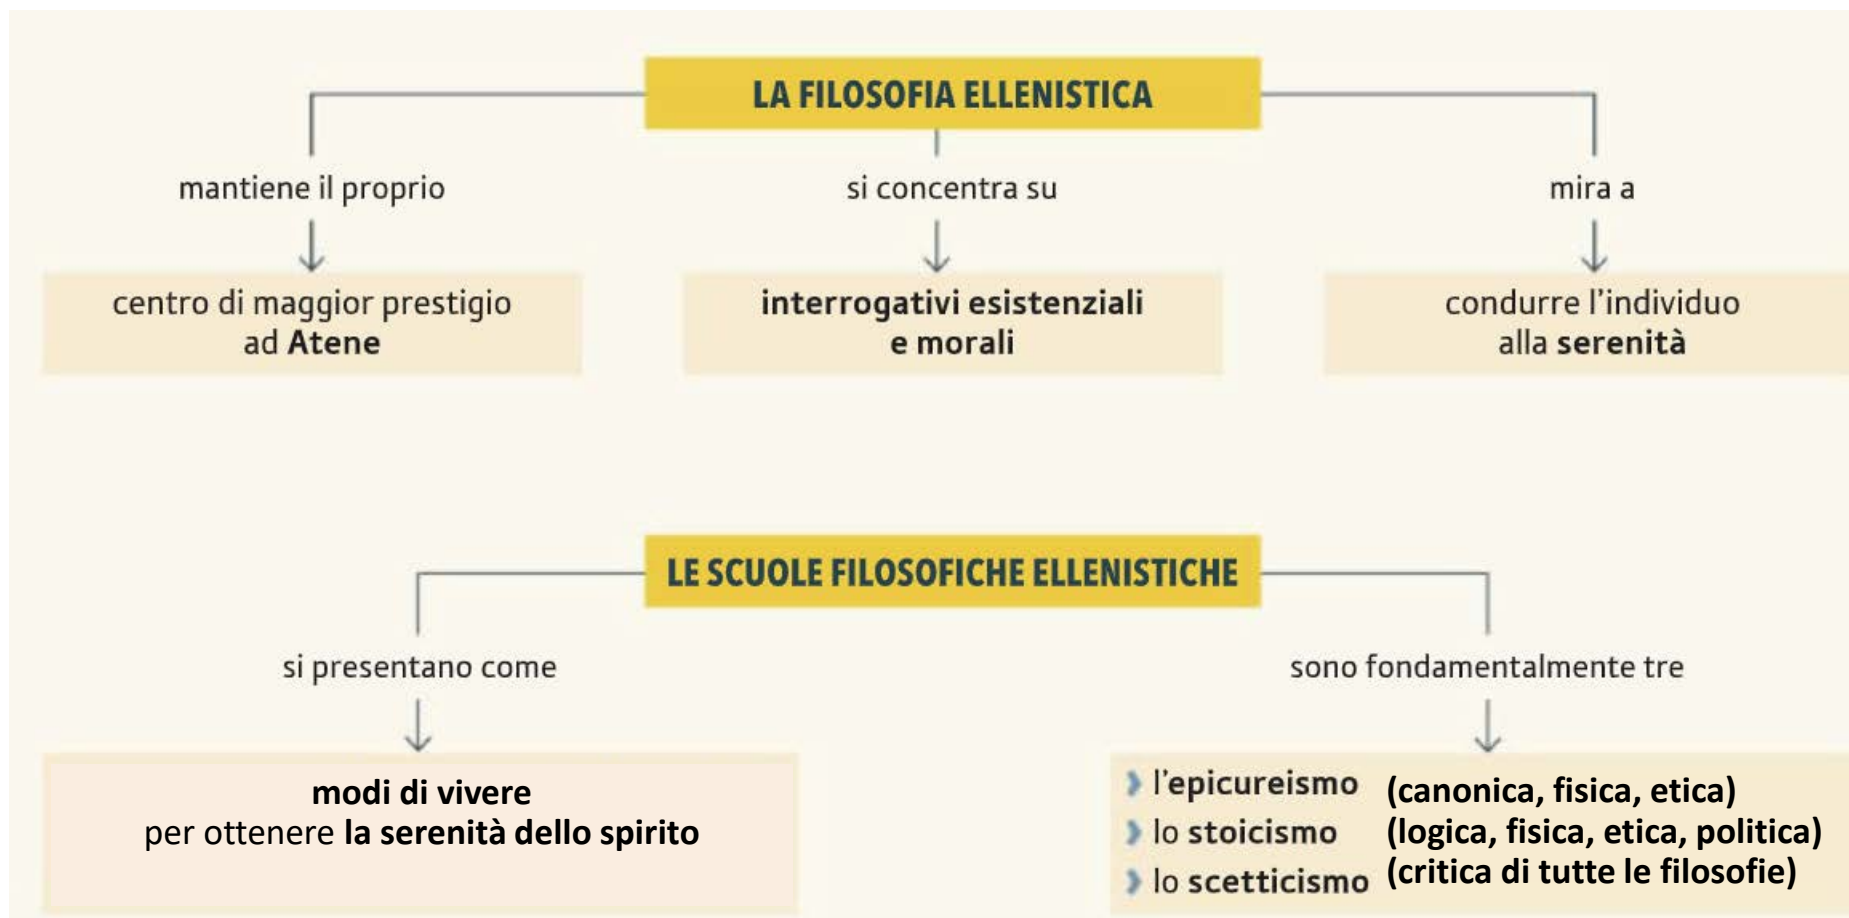 LA FILOSOFIA ELLENISTICA
mantiene il proprio
si concentra su
mira a
centro di maggior prestigio
ad Atene
interrogativi esistenziali
e morali
condurre l'individuo
alla serenità
LE SCUOLE FILOSOFICHE ELLENISTICHE
si presentano come
sono fondamentalmente tre
modi di vivere
per ottenere la serenità dello spirito
l'epicureismo (canonica, fisica, etica)
lo stoicismo (logica, fisica, etica, politica)
lo scetticismo (critica di tutte le filosofie)